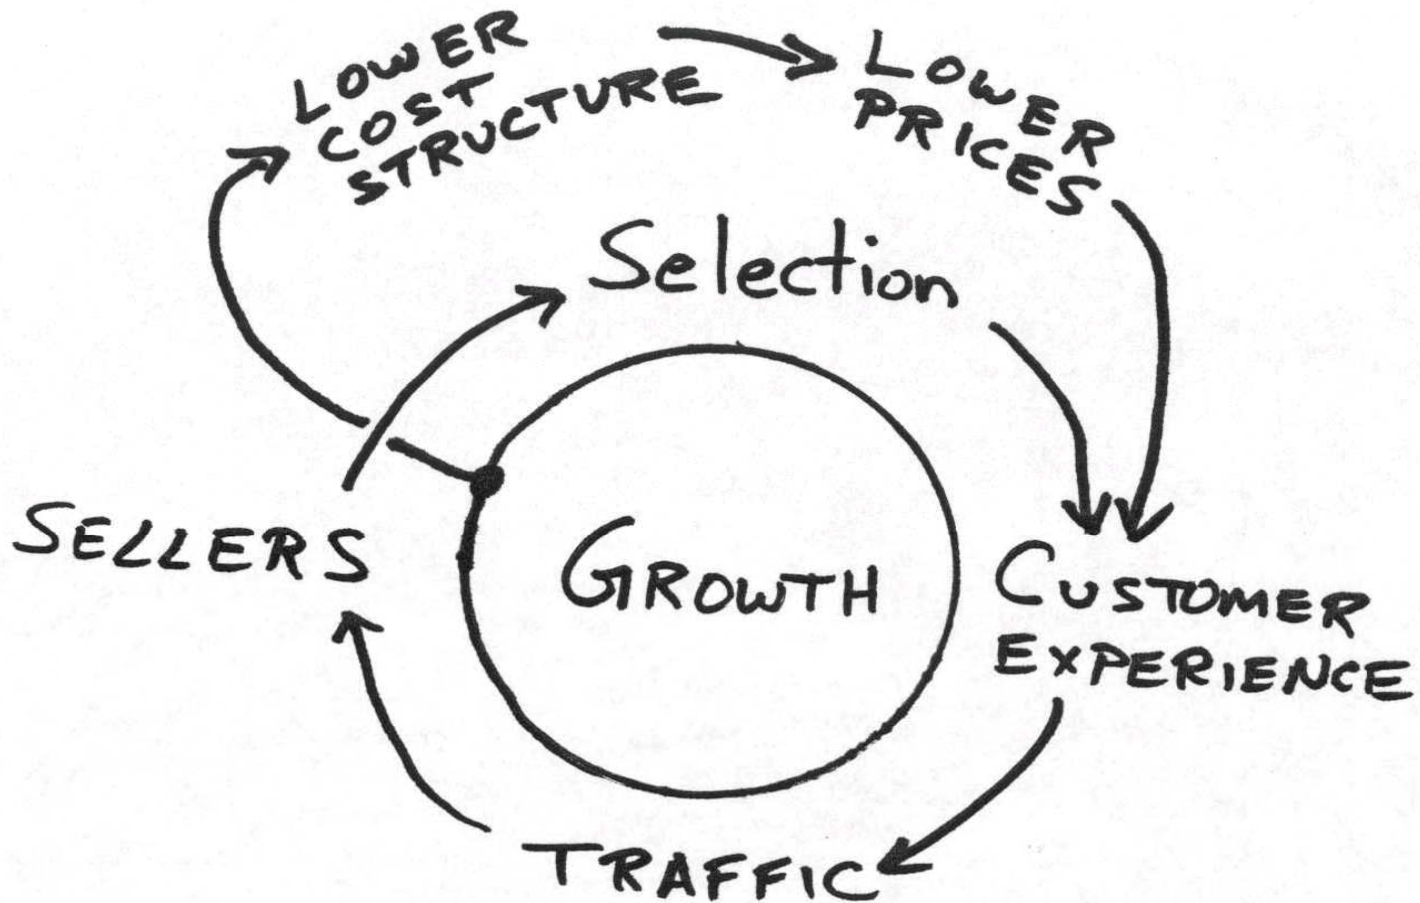 LOWER
COST
STRUCTURE
LOWER
PRICES
Selection
SELLERS
GROWTH
CUSTOMER
EXPERIENCE
TRAFFIC